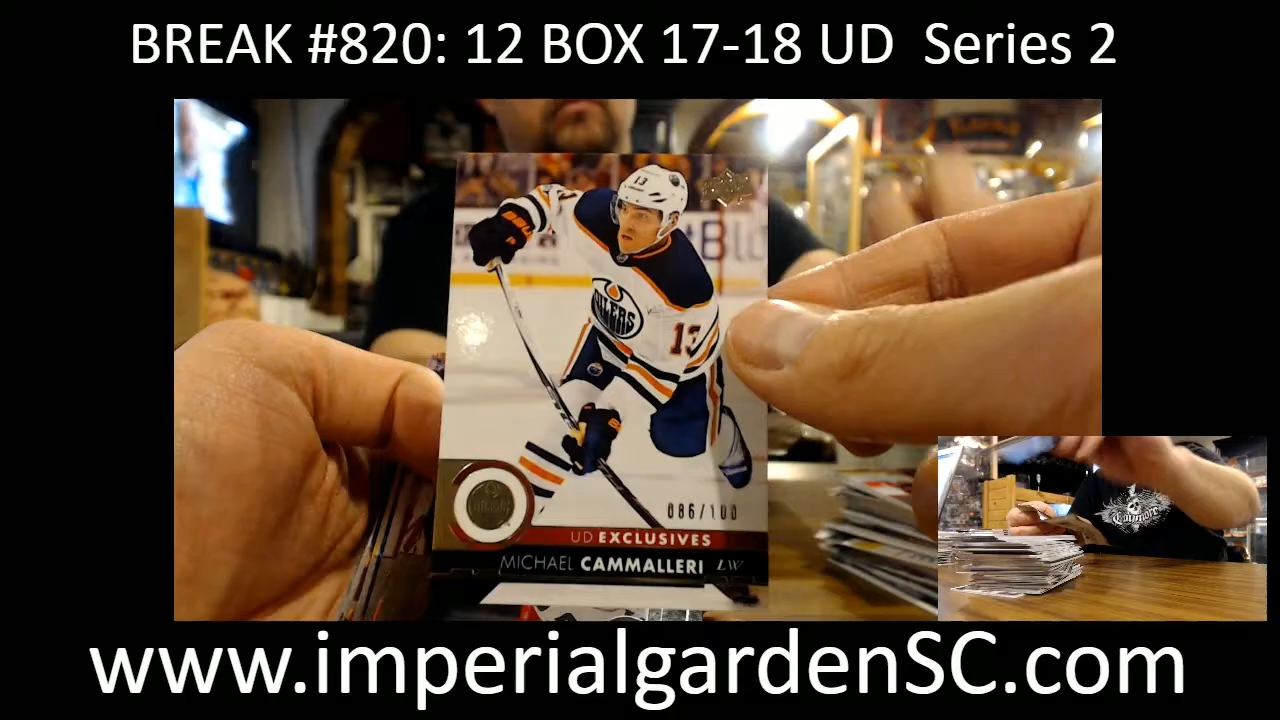 BREAK #820: 12 BOX 17-18 UD Series 2
13
OILERS
13
086/100
UD EXCLUSIVES
MICHAEL CAMMALLERI LW
www.imperialgardenSC.com